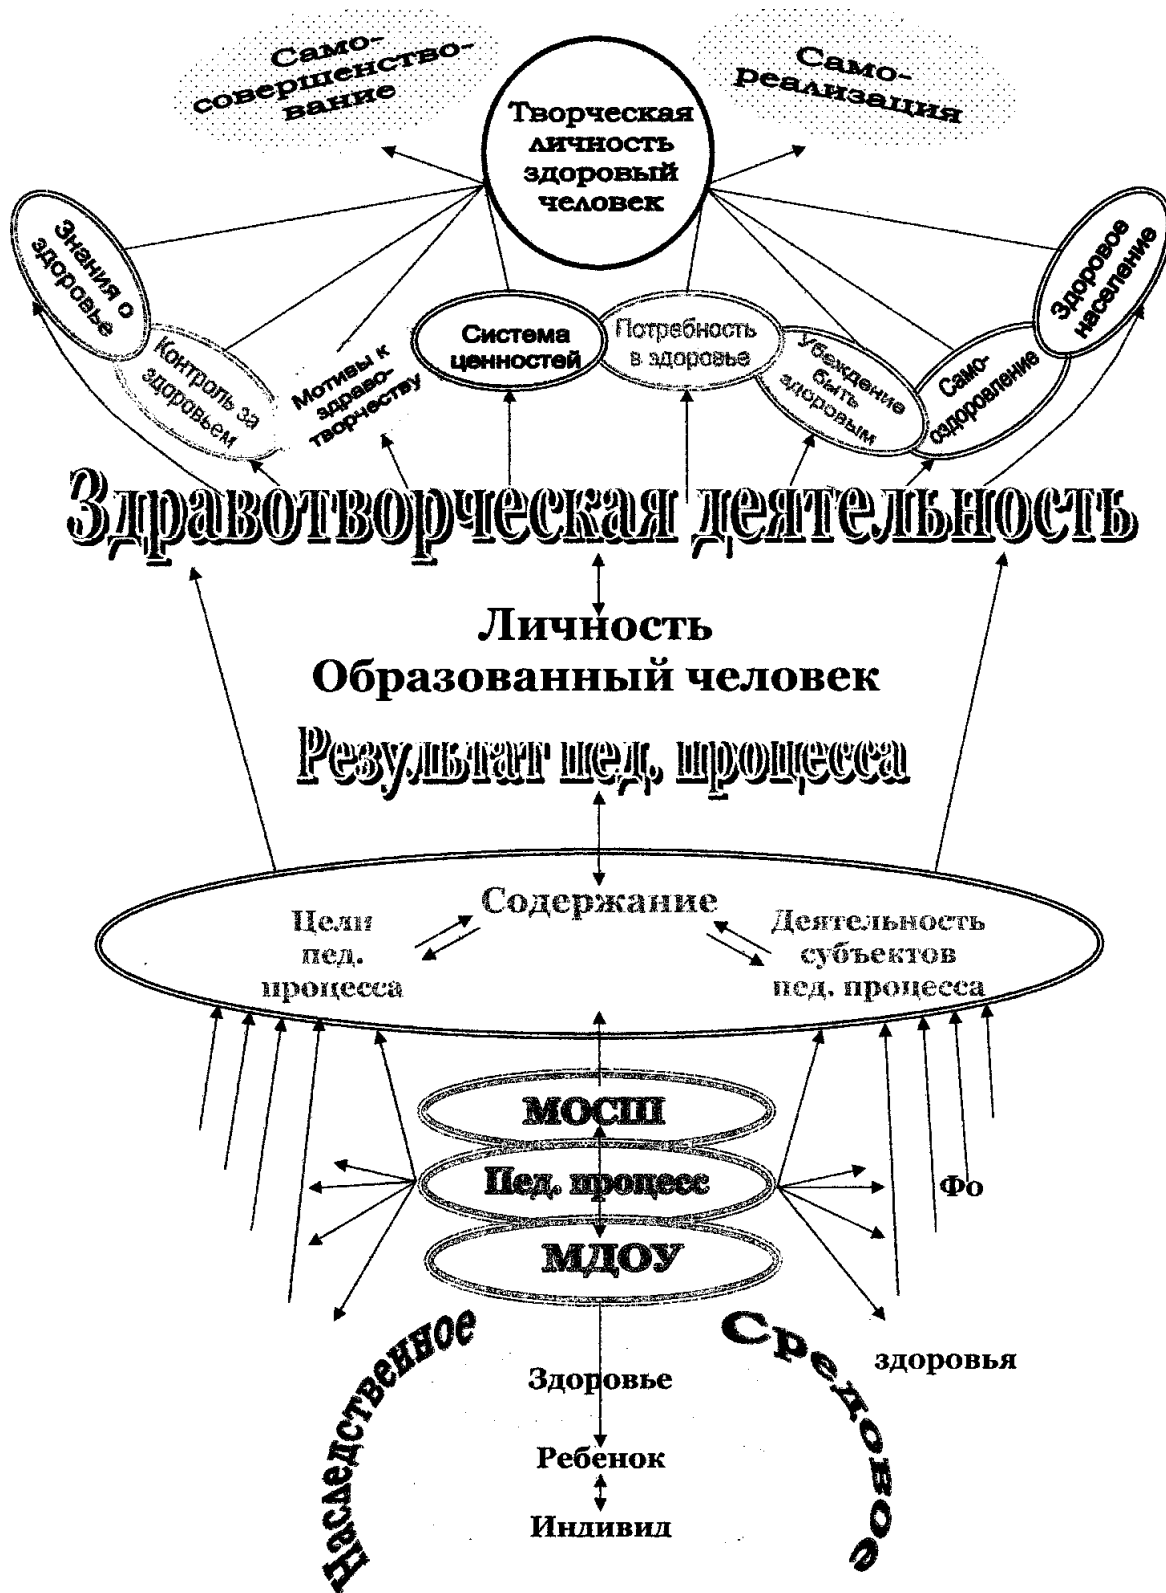 Само-
совершенство-
вание
Само-
реализация
Творческая
личность
здоровый
человек
Знания о
здоровье
Контроль за
здоровьем
Мотивы к
здраво-
творчеству
Система
ценностей
Потребность
в здоровье
Убеждение
быть
здоровым
Само-
оздоровление
Здоровое
население
Здравотворческая деятельность
Личность
Образованный человек
Результат пед. процесса
Содержание
Цели
пед.
процесса
Деятельность
субъектов
пед. процесса
МОСШ
Пед. процесс
Фо
МДОУ
Наследственное
Средовое
здоровья
Здоровье
Ребенок
Индивид